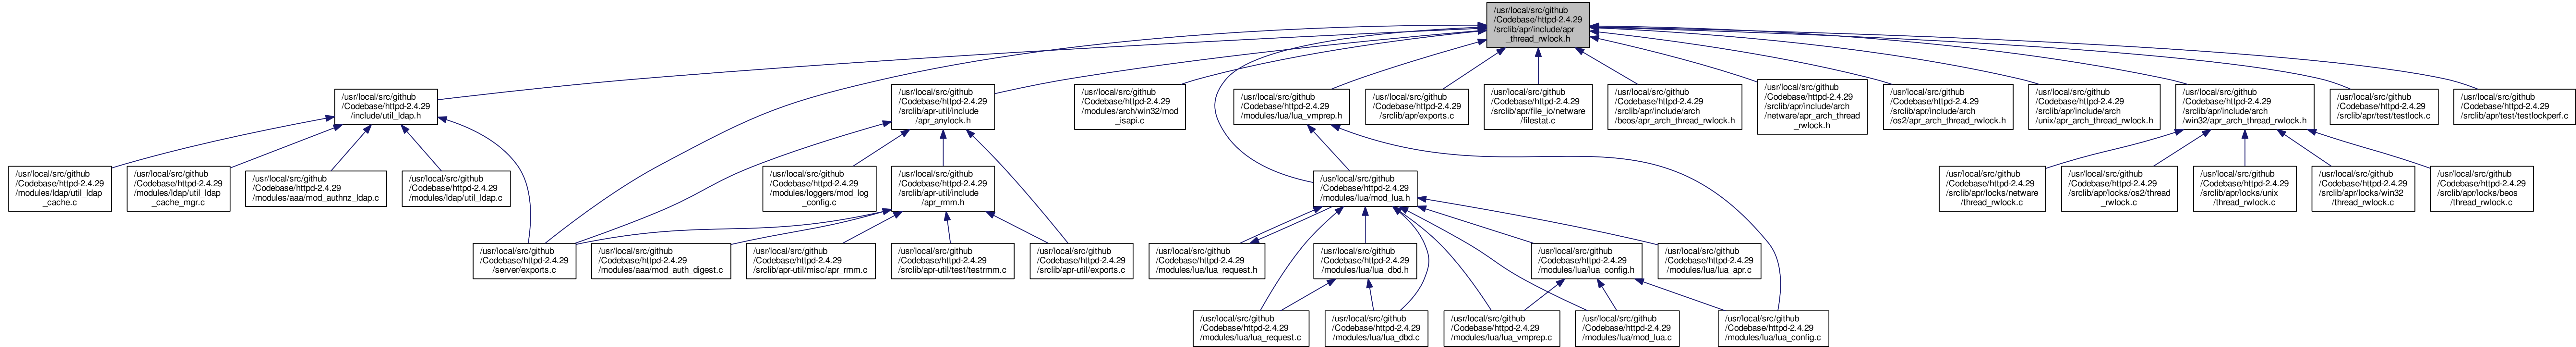 /usr/local/src/github
/Codebase/httpd-2.4.29
/srclib/apr/include/apr
_thread_rwlock.h
/usr/local/src/github
/Codebase/httpd-2.4.29
/include/util_ldap.h
/usr/local/src/github
/Codebase/httpd-2.4.29
/srclib/apr-util/include
/apr_anylock.h
/usr/local/src/github
/Codebase/httpd-2.4.29
/modules/arch/win32/mod
_isapi.c
/usr/local/src/github
/Codebase/httpd-2.4.29
/modules/lua/lua_vmprep.h
/usr/local/src/github
/Codebase/httpd-2.4.29
/srclib/apr/exports.c
/usr/local/src/github
/Codebase/httpd-2.4.29
/srclib/apr/file_io/netware
/filestat.c
/usr/local/src/github
/Codebase/httpd-2.4.29
/srclib/apr/include/arch
/beos/apr_arch_thread_rwlock.h
/usr/local/src/github
/Codebase/httpd-2.4.29
/srclib/apr/include/arch
/netware/apr_arch_thread
_rwlock.h
/usr/local/src/github
/Codebase/httpd-2.4.29
/srclib/apr/include/arch
/os2/apr_arch_thread_rwlock.h
/usr/local/src/github
/Codebase/httpd-2.4.29
/srclib/apr/include/arch
/unix/apr_arch_thread_rwlock.h
/usr/local/src/github
/Codebase/httpd-2.4.29
/srclib/apr/include/arch
/win32/apr_arch_thread_rwlock.h
/usr/local/src/github
/Codebase/httpd-2.4.29
/srclib/apr/test/testlock.c
/usr/local/src/github
/Codebase/httpd-2.4.29
/srclib/apr/test/testlockperf.c
/usr/local/src/github
/Codebase/httpd-2.4.29
/modules/ldap/util_ldap
_cache.c
/usr/local/src/github
/Codebase/httpd-2.4.29
/modules/ldap/util_ldap
_cache_mgr.c
/usr/local/src/github
/Codebase/httpd-2.4.29
/modules/aaa/mod_authnz_ldap.c
/usr/local/src/github
/Codebase/httpd-2.4.29
/modules/ldap/util_ldap.c
/usr/local/src/github
/Codebase/httpd-2.4.29
/modules/loggers/mod_log
_config.c
/usr/local/src/github
/Codebase/httpd-2.4.29
/srclib/apr-util/include
/apr_rmm.h
/usr/local/src/github
/Codebase/httpd-2.4.29
/modules/lua/mod_lua.h
/usr/local/src/github
/Codebase/httpd-2.4.29
/srclib/apr/locks/netware
/thread_rwlock.c
/usr/local/src/github
/Codebase/httpd-2.4.29
/srclib/apr/locks/os2/thread
_rwlock.c
/usr/local/src/github
/Codebase/httpd-2.4.29
/srclib/apr/locks/unix
/thread_rwlock.c
/usr/local/src/github
/Codebase/httpd-2.4.29
/srclib/apr/locks/win32
/thread_rwlock.c
/usr/local/src/github
/Codebase/httpd-2.4.29
/srclib/apr/locks/beos
/thread_rwlock.c
/usr/local/src/github
/Codebase/httpd-2.4.29
/server/exports.c
/usr/local/src/github
/Codebase/httpd-2.4.29
/modules/aaa/mod_auth_digest.c
/usr/local/src/github
/Codebase/httpd-2.4.29
/srclib/apr-util/misc/apr_rmm.c
/usr/local/src/github
/Codebase/httpd-2.4.29
/srclib/apr-util/test/testrmm.c
/usr/local/src/github
/Codebase/httpd-2.4.29
/srclib/apr-util/exports.c
/usr/local/src/github
/Codebase/httpd-2.4.29
/modules/lua/lua_request.h
/usr/local/src/github
/Codebase/httpd-2.4.29
/modules/lua/lua_dbd.h
/usr/local/src/github
/Codebase/httpd-2.4.29
/modules/lua/lua_config.h
/usr/local/src/github
/Codebase/httpd-2.4.29
/modules/lua/lua_apr.c
/usr/local/src/github
/Codebase/httpd-2.4.29
/modules/lua/lua_request.c
/usr/local/src/github
/Codebase/httpd-2.4.29
/modules/lua/lua_dbd.c
/usr/local/src/github
/Codebase/httpd-2.4.29
/modules/lua/lua_vmprep.c
/usr/local/src/github
/Codebase/httpd-2.4.29
/modules/lua/mod_lua.c
/usr/local/src/github
/Codebase/httpd-2.4.29
/modules/lua/lua_config.c